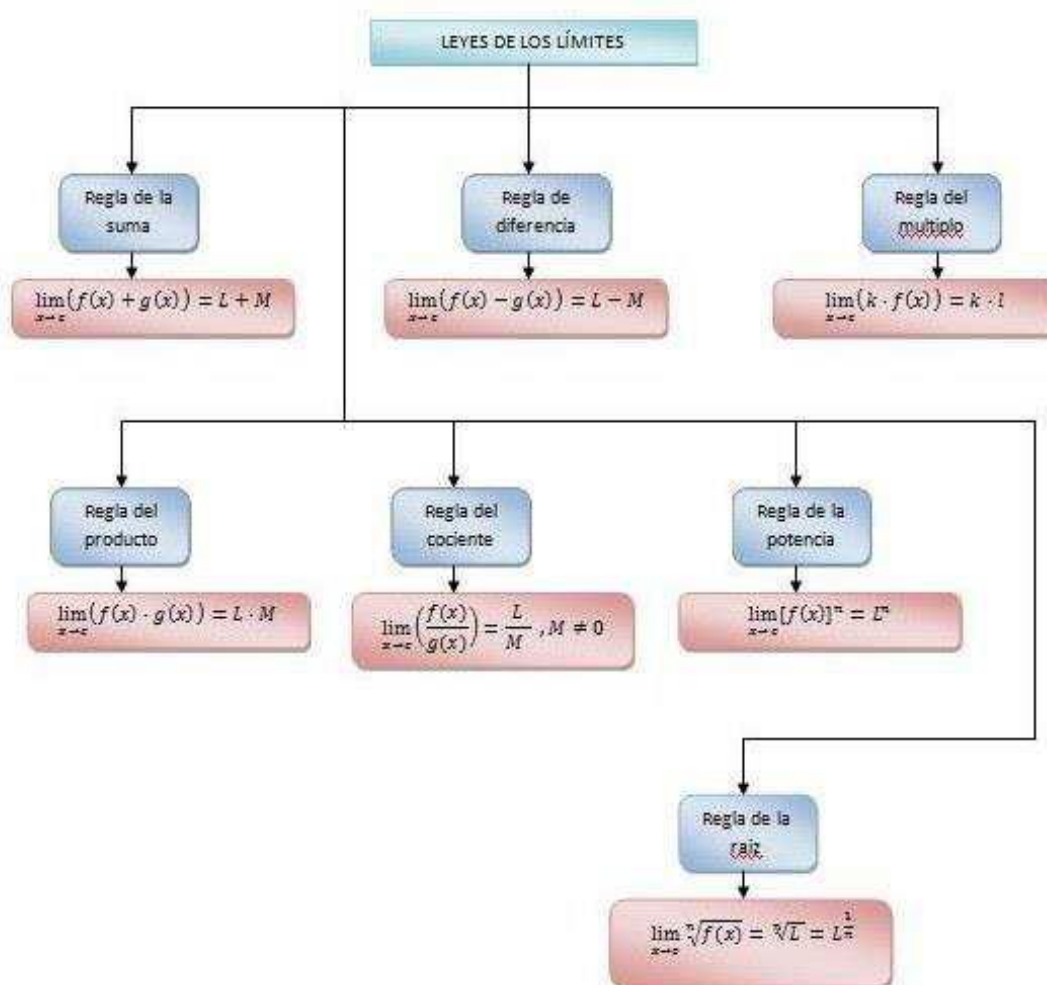 LEYES DE LOS LÍMITES
Regla de la
suma
Regla de
diferencia
Regla del
multiplo
lim(f(x) + g(x)) = L + M
x→c
lim(f(x) − g(x)) = L − M
x→c
lim(k · f(x)) = k · l
x→c
Regla del
producto
Regla del
cociente
Regla de la
potencia
lim(f(x) · g(x)) = L · M
x→c
lim(f(x)/g(x)) = L/M , M ≠ 0
x→c
lim[f(x)]ⁿ = Lⁿ
x→c
Regla de la
raiz
lim ⁿ√f(x) = ⁿ√L = L^(1/n)
x→c